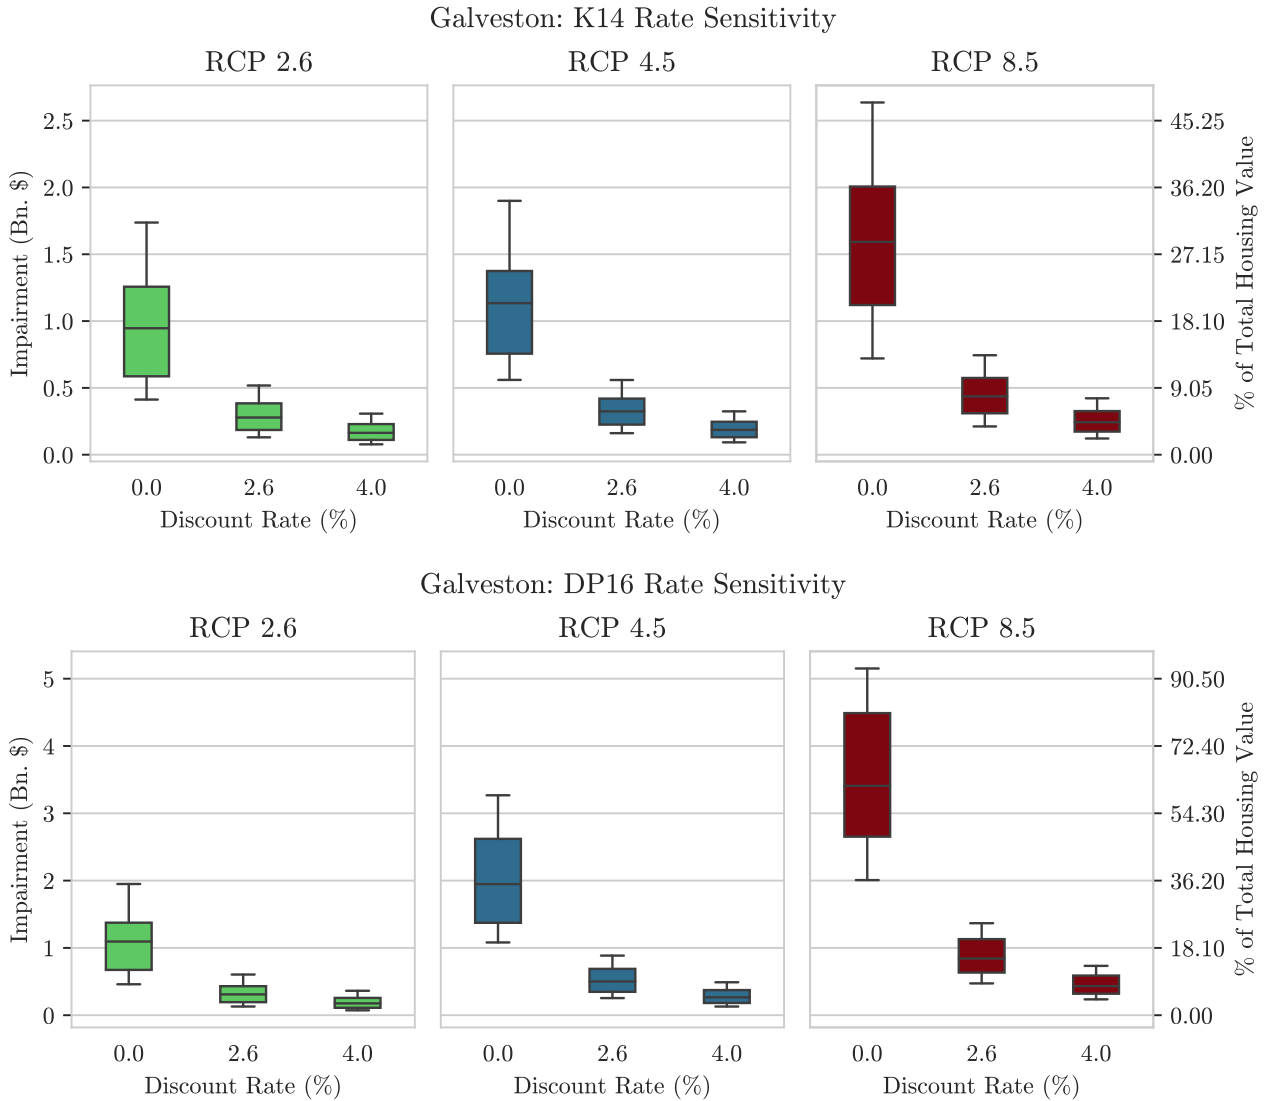 Galveston: K14 Rate Sensitivity
RCP 2.6
RCP 4.5
RCP 8.5
Impairment (Bn. $)
2.5
2.0
1.5
1.0
0.5
0.0
45.25
36.20
27.15
18.10
9.05
0.00
% of Total Housing Value
0.0 2.6 4.0
0.0 2.6 4.0
0.0 2.6 4.0
Discount Rate (%)
Discount Rate (%)
Discount Rate (%)
Galveston: DP16 Rate Sensitivity
RCP 2.6
RCP 4.5
RCP 8.5
Impairment (Bn. $)
5
4
3
2
1
0
90.50
72.40
54.30
36.20
18.10
0.00
% of Total Housing Value
0.0 2.6 4.0
0.0 2.6 4.0
0.0 2.6 4.0
Discount Rate (%)
Discount Rate (%)
Discount Rate (%)